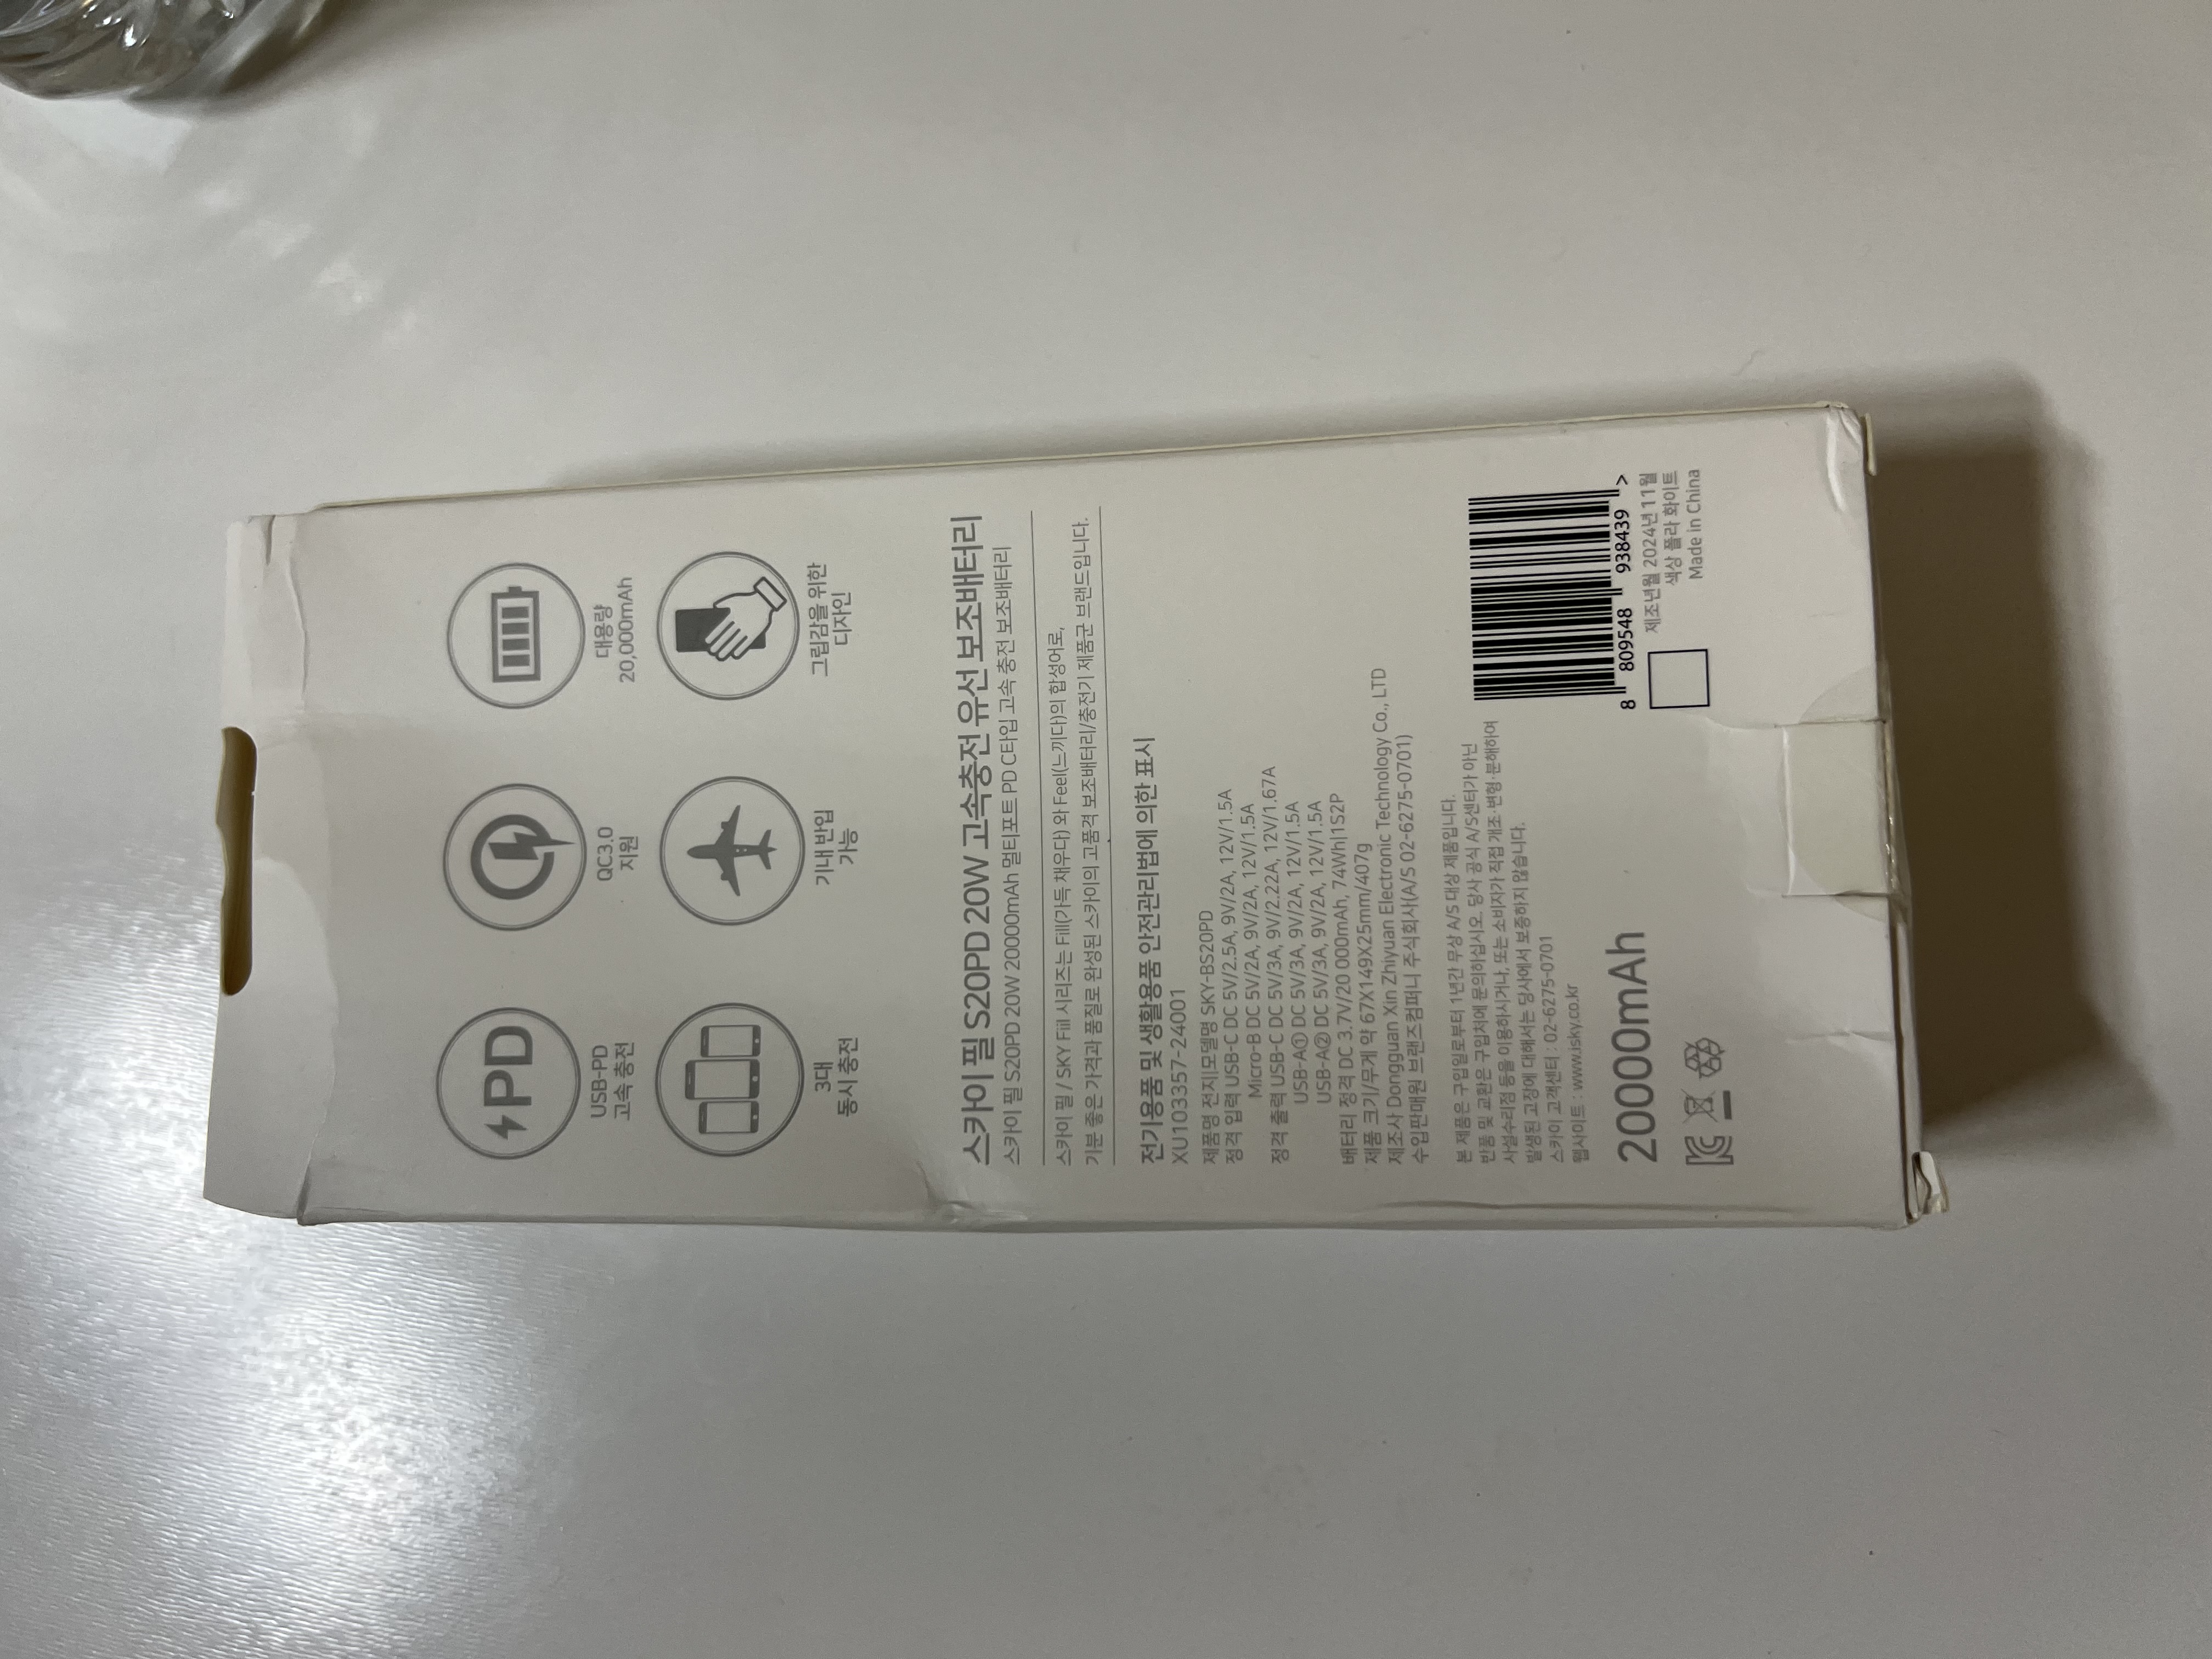 PD
USB-PD
고속 충전
QC3.0
지원
대용량
20,000mAh
3대
동시 충전
기내 반입
가능
그립감을 위한
디자인
스카이 필 S20PD 20W 고속충전 유선 보조배터리
스카이 필 S20PD 20W 20000mAh 멀티포트 PD C타입 고속 충전 보조배터리
스카이 필 / SKY Fill 시리즈는 Fill(가득 채우다) 와 Feel(느끼다)의 합성어로,
기분 좋은 가격과 품질로 완성된 스카이의 고품격 보조배터리/충전기 제품군 브랜드입니다.
전기용품 및 생활용품 안전관리법에 의한 표시
XU103357-24001
제품명 전지|모델명 SKY-BS20PD
정격 입력 USB-C DC 5V/2.5A, 9V/2A, 12V/1.5A
Micro-B DC 5V/2A, 9V/2A, 12V/1.5A
정격 출력 USB-C DC 5V/3A, 9V/2.22A, 12V/1.67A
USB-A① DC 5V/3A, 9V/2A, 12V/1.5A
USB-A② DC 5V/3A, 9V/2A, 12V/1.5A
배터리 정격 DC 3.7V/20 000mAh, 74Wh|1S2P
제품 크기/무게 약 67X149X25mm/407g
제조사 Dongguan Xin Zhiyuan Electronic Technology Co., LTD
수입판매원 브랜즈컴퍼니 주식회사(A/S 02-6275-0701)
본 제품은 구입일로부터 1년간 무상 A/S 대상 제품입니다.
반품 및 교환은 구입처에 문의하십시오. 당사 공식 A/S센터가 아닌
사설수리점 등을 이용하시거나, 또는 소비자가 직접 개조·변형·분해하여
발생된 고장에 대해서는 당사에서 보증하지 않습니다.
스카이 고객센터 : 02-6275-0701
웹사이트 : www.isky.co.kr
20000mAh
8 809548 938439 >
제조년월 2024년 11월
색상 폴라 화이트
Made in China